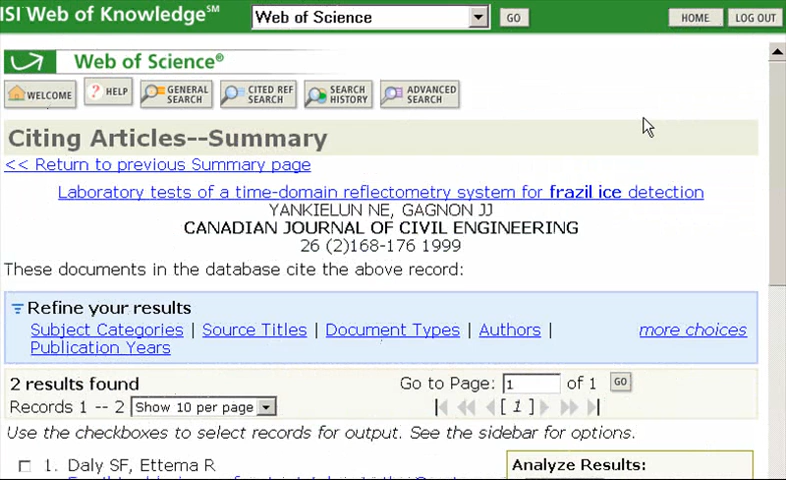 ISI Web of Knowledge℠ Web of Science GO HOME LOG OUT
Web of Science®
WELCOME ? HELP GENERAL SEARCH CITED REF SEARCH SEARCH HISTORY ADVANCED SEARCH
Citing Articles--Summary
<< Return to previous Summary page
Laboratory tests of a time-domain reflectometry system for frazil ice detection
YANKIELUN NE, GAGNON JJ
CANADIAN JOURNAL OF CIVIL ENGINEERING
26 (2)168-176 1999
These documents in the database cite the above record:
Refine your results
Subject Categories | Source Titles | Document Types | Authors | more choices
Publication Years
2 results found Go to Page: 1 of 1 GO
Records 1 -- 2 Show 10 per page [ 1 ]
Use the checkboxes to select records for output. See the sidebar for options.
1. Daly SF, Ettema R Analyze Results: